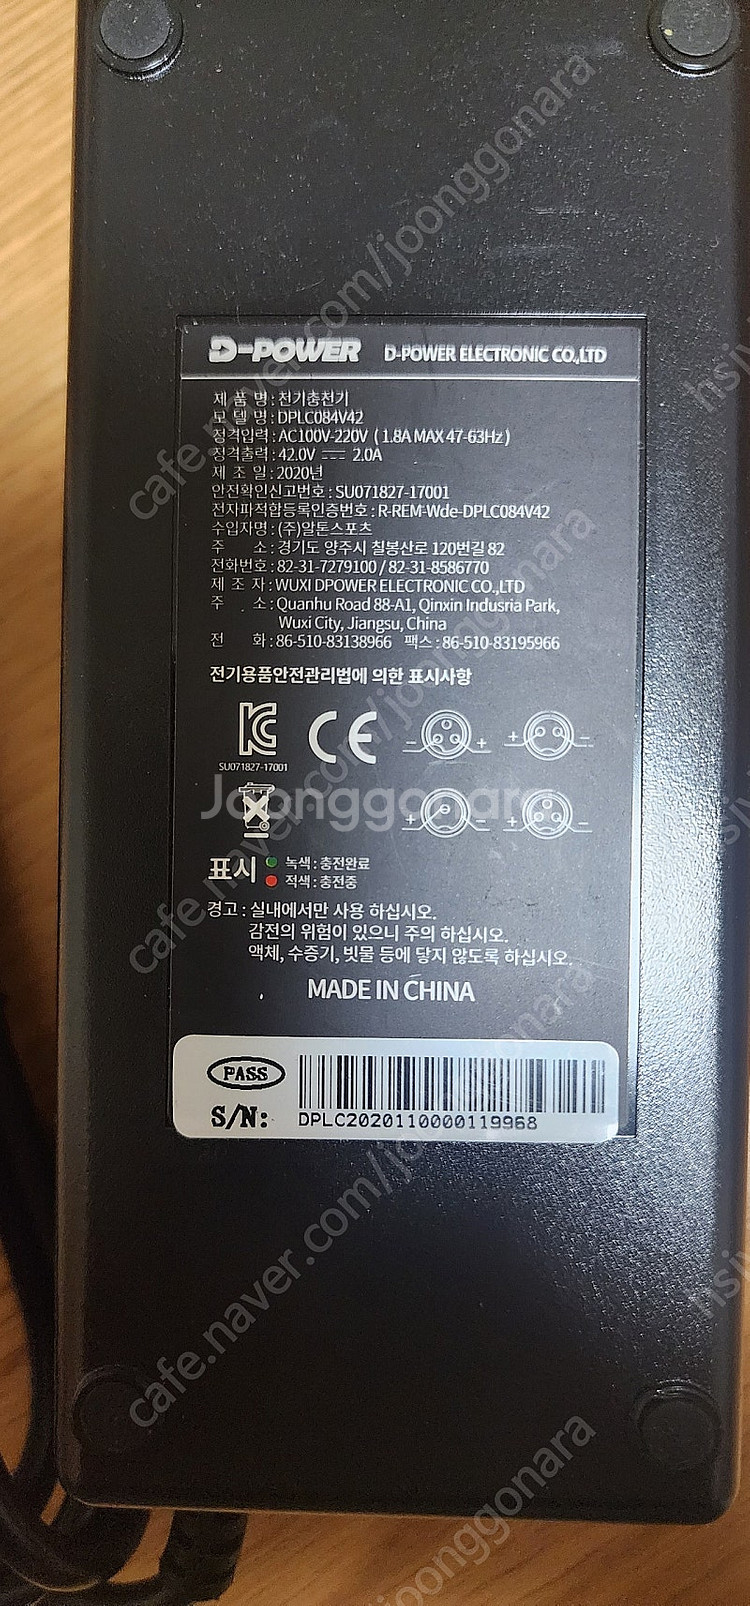 D-POWER D-POWER ELECTRONIC CO.,LTD
제 품 명 : 전기충전기
모 델 명 : DPLC084V42
정격입력 : AC100V-220V ( 1.8A MAX 47-63Hz )
정격출력 : 42.0V 2.0A
제 조 일 : 2020년
안전확인신고번호 : SU071827-17001
전자파적합등록인증번호 : R-REM-Wde-DPLC084V42
수입자명 : (주)알톤스포츠
주 소 : 경기도 양주시 칠봉산로 120번길 82
전화번호 : 82-31-7279100 / 82-31-8586770
제 조 자 : WUXI DPOWER ELECTRONIC CO.,LTD
주 소 : Quanhu Road 88-A1, Qinxin Indusria Park,
Wuxi City, Jiangsu, China
전 화 : 86-510-83138966 팩스 : 86-510-83195966
전기용품안전관리법에 의한 표시사항
KC CE - + + -
SU071827-17001
+ - + -
표시 녹색 : 충전완료
적색 : 충전중
경고 : 실내에서만 사용 하십시오.
감전의 위험이 있으니 주의 하십시오.
액체, 수증기, 빗물 등에 닿지 않도록 하십시오.
MADE IN CHINA
PASS
S/N: DPLC2020110000119968
Joonggonara
cafe.naver.com/joonggonara
cafe.naver.com/joonggonara
cafe.naver.com/joonggonara